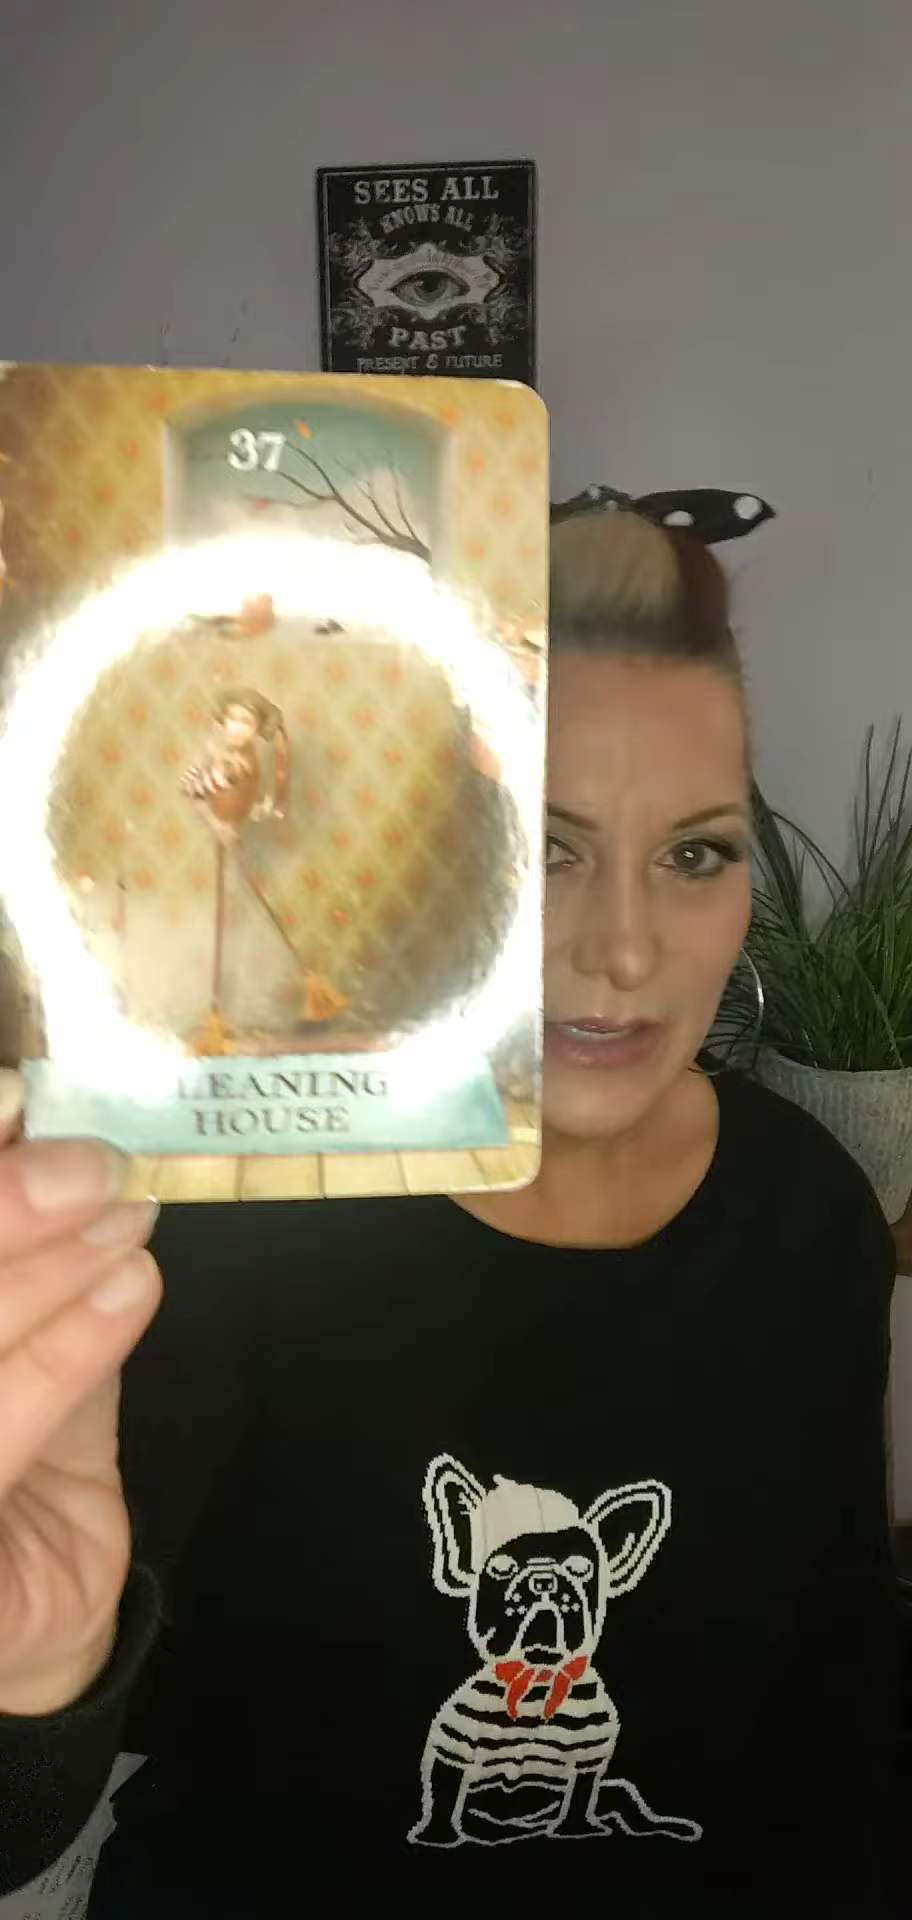 SEES ALL
KNOWS ALL
PAST
PRESENT & FUTURE
37
LEANING
HOUSE